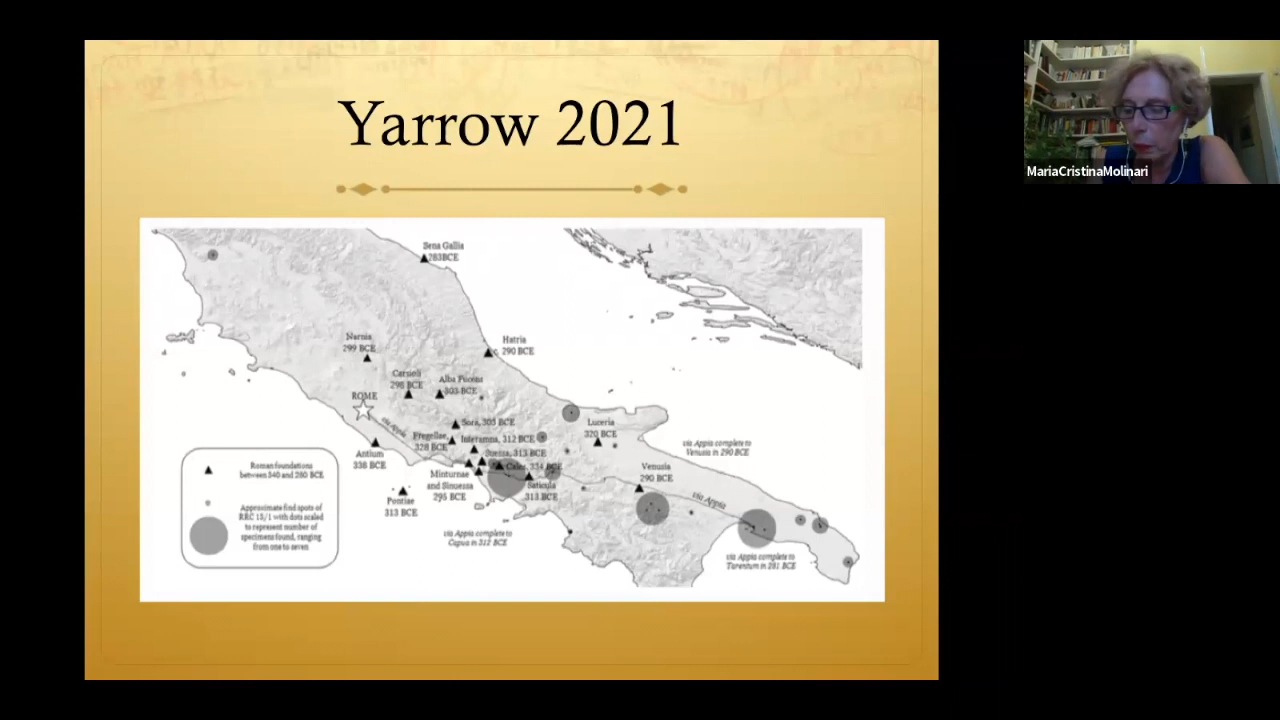 Yarrow 2021
MariaCristinaMolinari
Sena Gallia
283BCE
Narnia
299 BCE
Hatria
290 BCE
Carsioli
298 BCE
Alba Fucens
303 BCE
ROME
via Appia
Sora, 303 BCE
Fregellae,
328 BCE
Interamna, 312 BCE
Suessa, 313 BCE
Cales, 334 BCE
Luceria
320 BCE
Antium
338 BCE
Minturnae
and Sinuessa
295 BCE
Saticula
313 BCE
Pontiae
313 BCE
Venusia
290 BCE
via Appia complete to
Venusia in 290 BCE
via Appia
via Appia complete to
Capua in 312 BCE
via Appia complete to
Tarentum in 281 BCE
Roman foundations
between 340 and 280 BCE
Approximate find spots of
RRC 13/1 with dots scaled
to represent number of
specimens found, ranging
from one to seven